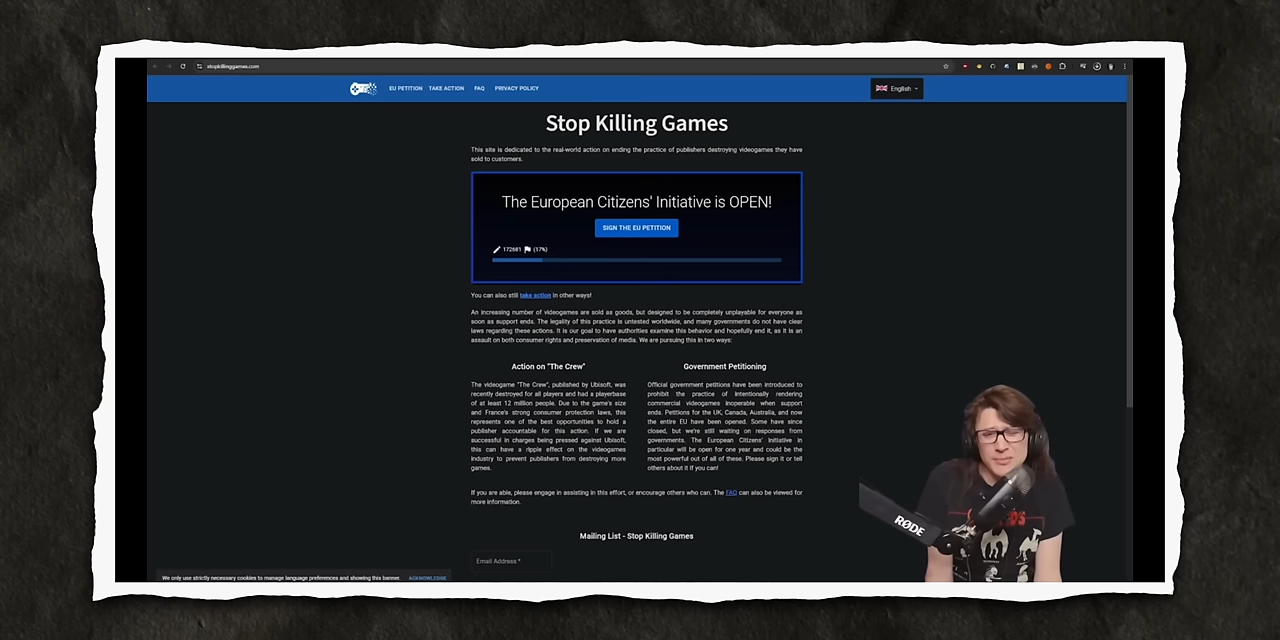 stopkillinggames.com
EU PETITION TAKE ACTION FAQ PRIVACY POLICY
English
Stop Killing Games
This site is dedicated to the real-world action on ending the practice of publishers destroying videogames they have
sold to customers.
The European Citizens' Initiative is OPEN!
SIGN THE EU PETITION
172681 (17%)
You can also still take action in other ways!
An increasing number of videogames are sold as goods, but designed to be completely unplayable for everyone as
soon as support ends. The legality of this practice is untested worldwide, and many governments do not have clear
laws regarding these actions. It is our goal to have authorities examine this behavior and hopefully end it, as it is an
assault on both consumer rights and preservation of media. We are pursuing this in two ways:
Action on "The Crew"
The videogame "The Crew", published by Ubisoft, was
recently destroyed for all players and had a playerbase
of at least 12 million people. Due to the game's size
and France's strong consumer protection laws, this
represents one of the best opportunities to hold a
publisher accountable for this action. If we are
successful in charges being pressed against Ubisoft,
this can have a ripple effect on the videogames
industry to prevent publishers from destroying more
games.
Government Petitioning
Official government petitions have been introduced to
prohibit the practice of intentionally rendering
commercial videogames inoperable when support
ends. Petitions for the UK, Canada, Australia, and now
the entire EU have been opened. Some have since
closed, but we're still waiting on responses from
governments. The European Citizens' Initiative in
particular will be open for one year and could be the
most powerful out of all of these. Please sign it or tell
others about it if you can!
If you are able, please engage in assisting in this effort, or encourage others who can. The FAQ can also be viewed for
more information.
Mailing List - Stop Killing Games
Email Address *
We only use strictly necessary cookies to manage language preferences and showing this banner. ACKNOWLEDGE
RØDE